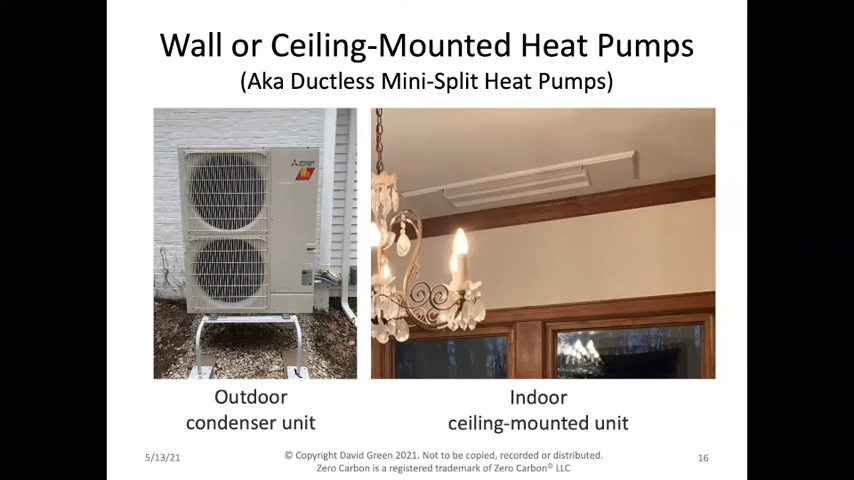 Wall or Ceiling-Mounted Heat Pumps
(Aka Ductless Mini-Split Heat Pumps)
MITSUBISHI
ELECTRIC
Outdoor
condenser unit
Indoor
ceiling-mounted unit
5/13/21
© Copyright David Green 2021. Not to be copied, recorded or distributed.
Zero Carbon is a registered trademark of Zero Carbon® LLC
16